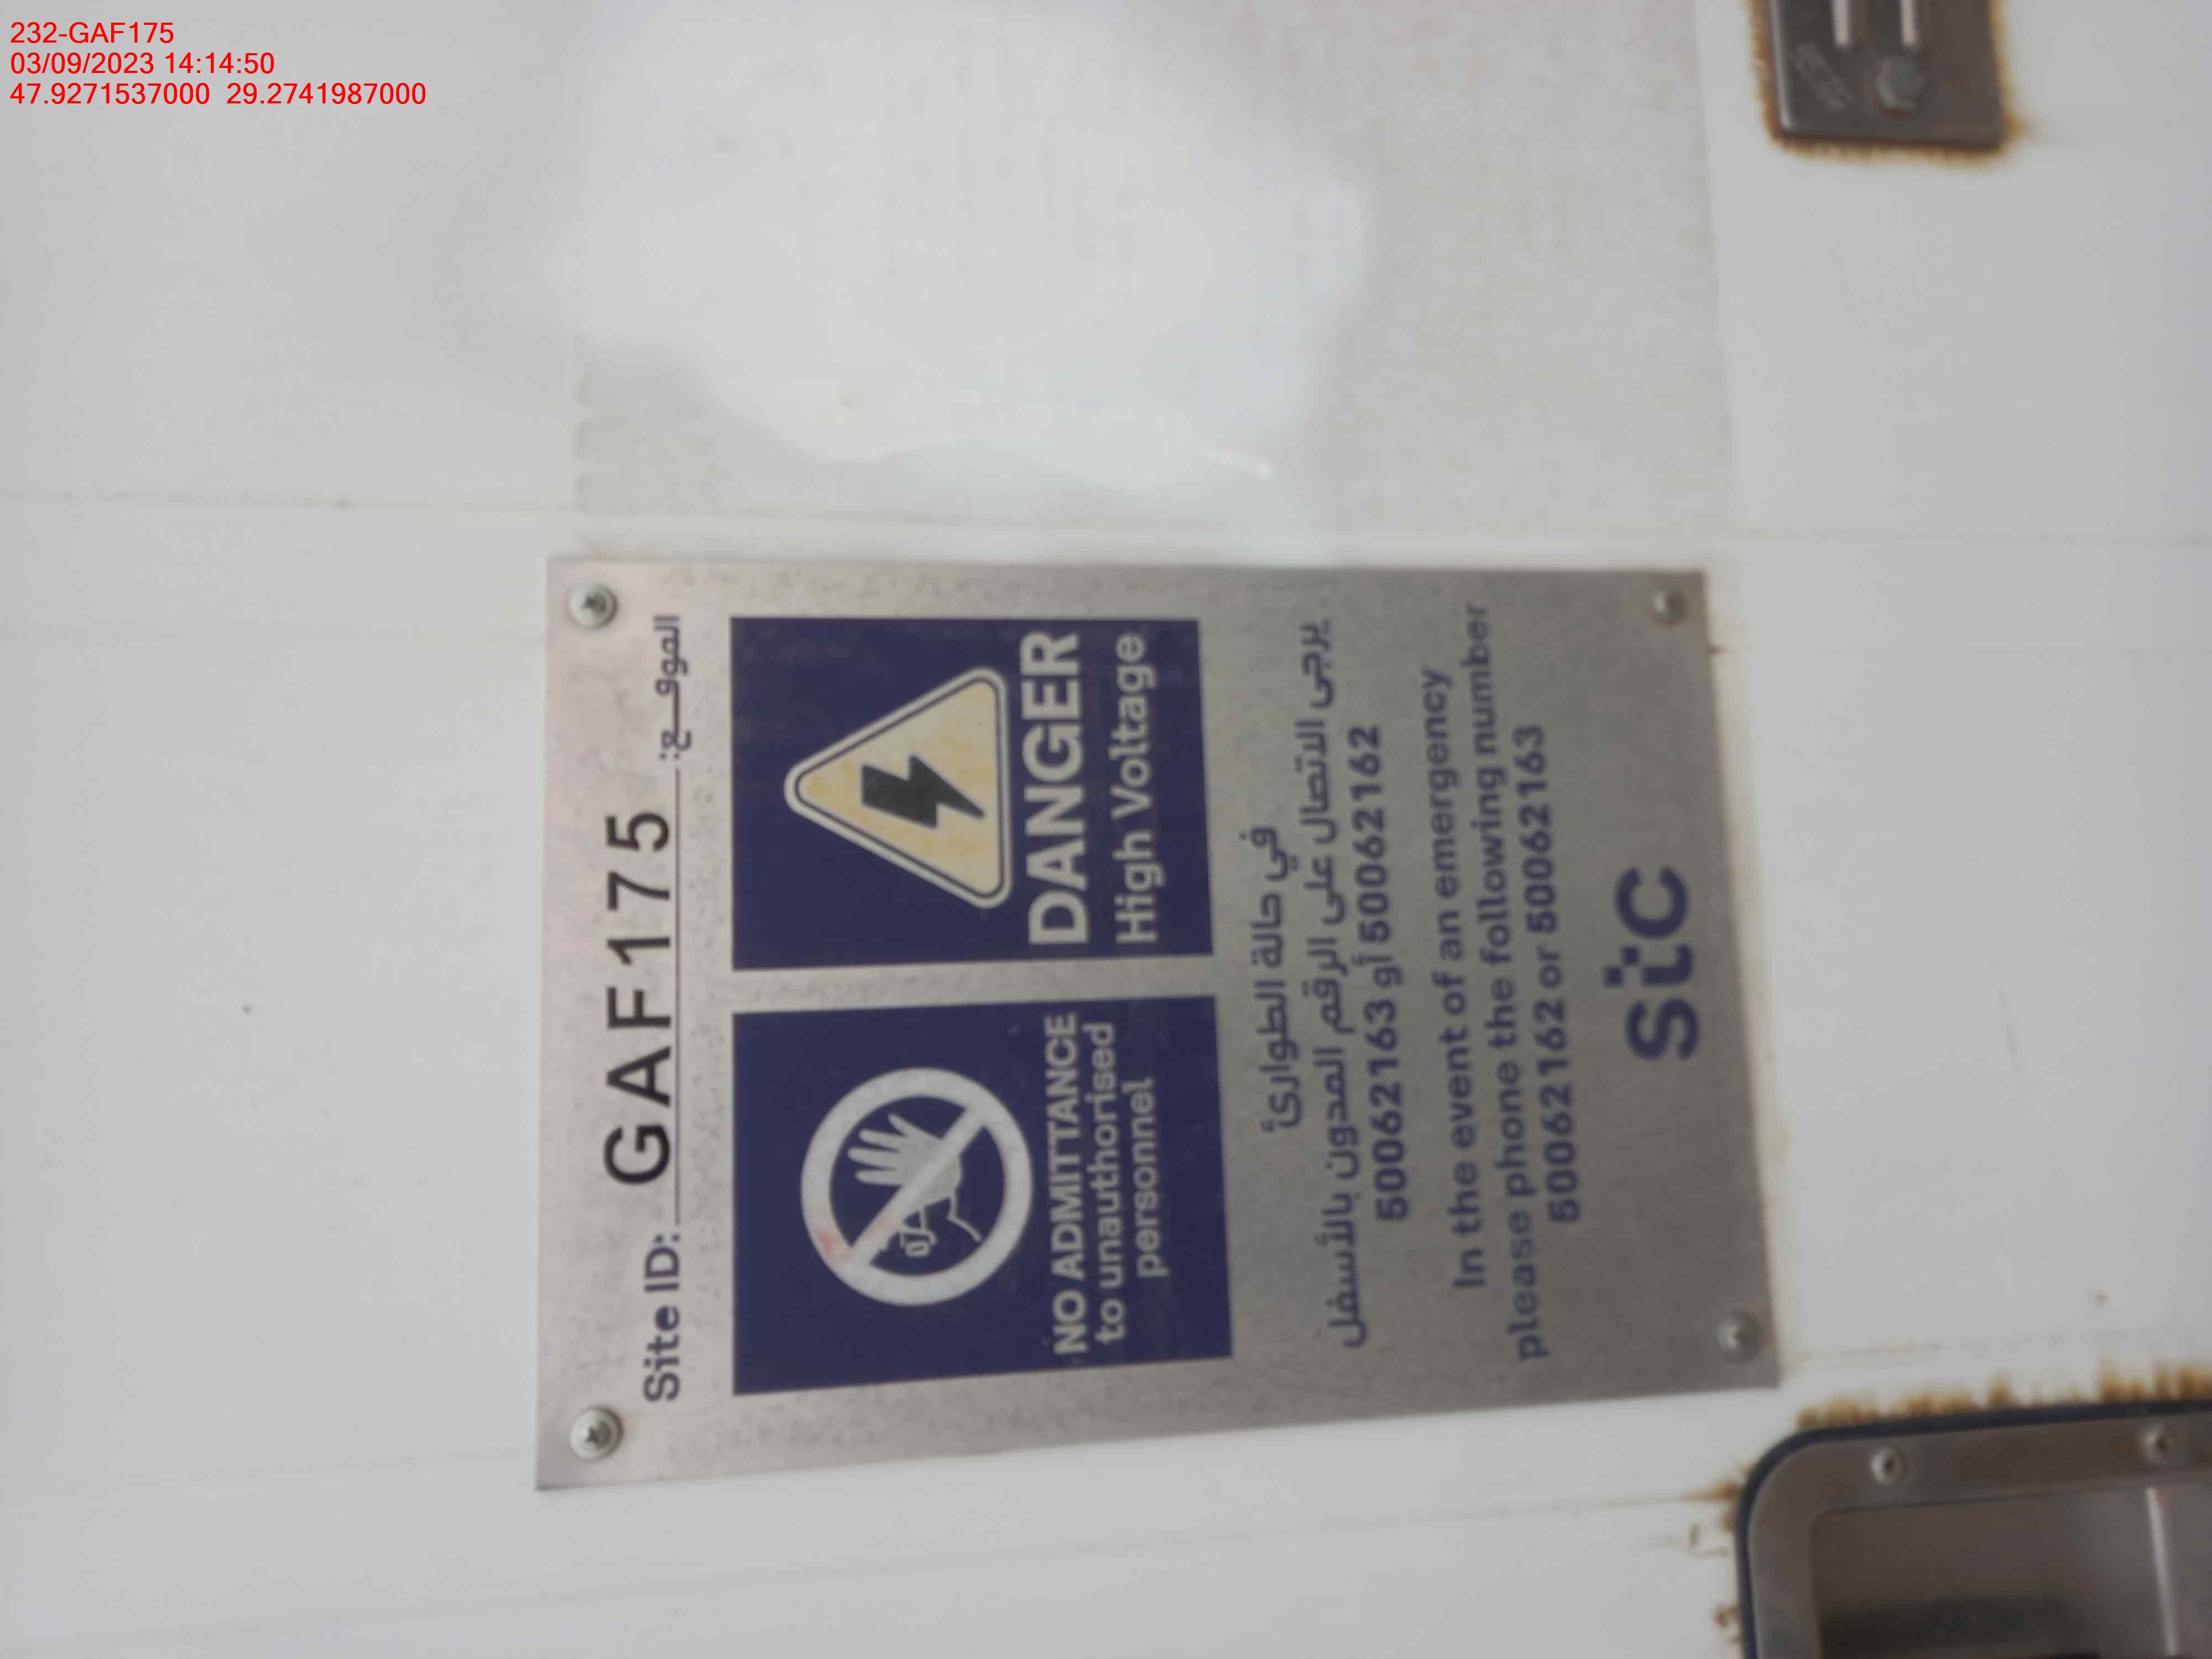 232-GAF175
03/09/2023 14:14:50
47.9271537000 29.2741987000
Site ID: GAF175 الموقــع:
NO ADMITTANCE
to unauthorised
personnel
DANGER
High Voltage
في حالة الطوارئ
يرجى الاتصال على الرقم المدون بالأسفل
50062163 أو 50062162
In the event of an emergency
please phone the following number
50062162 or 50062163
stc